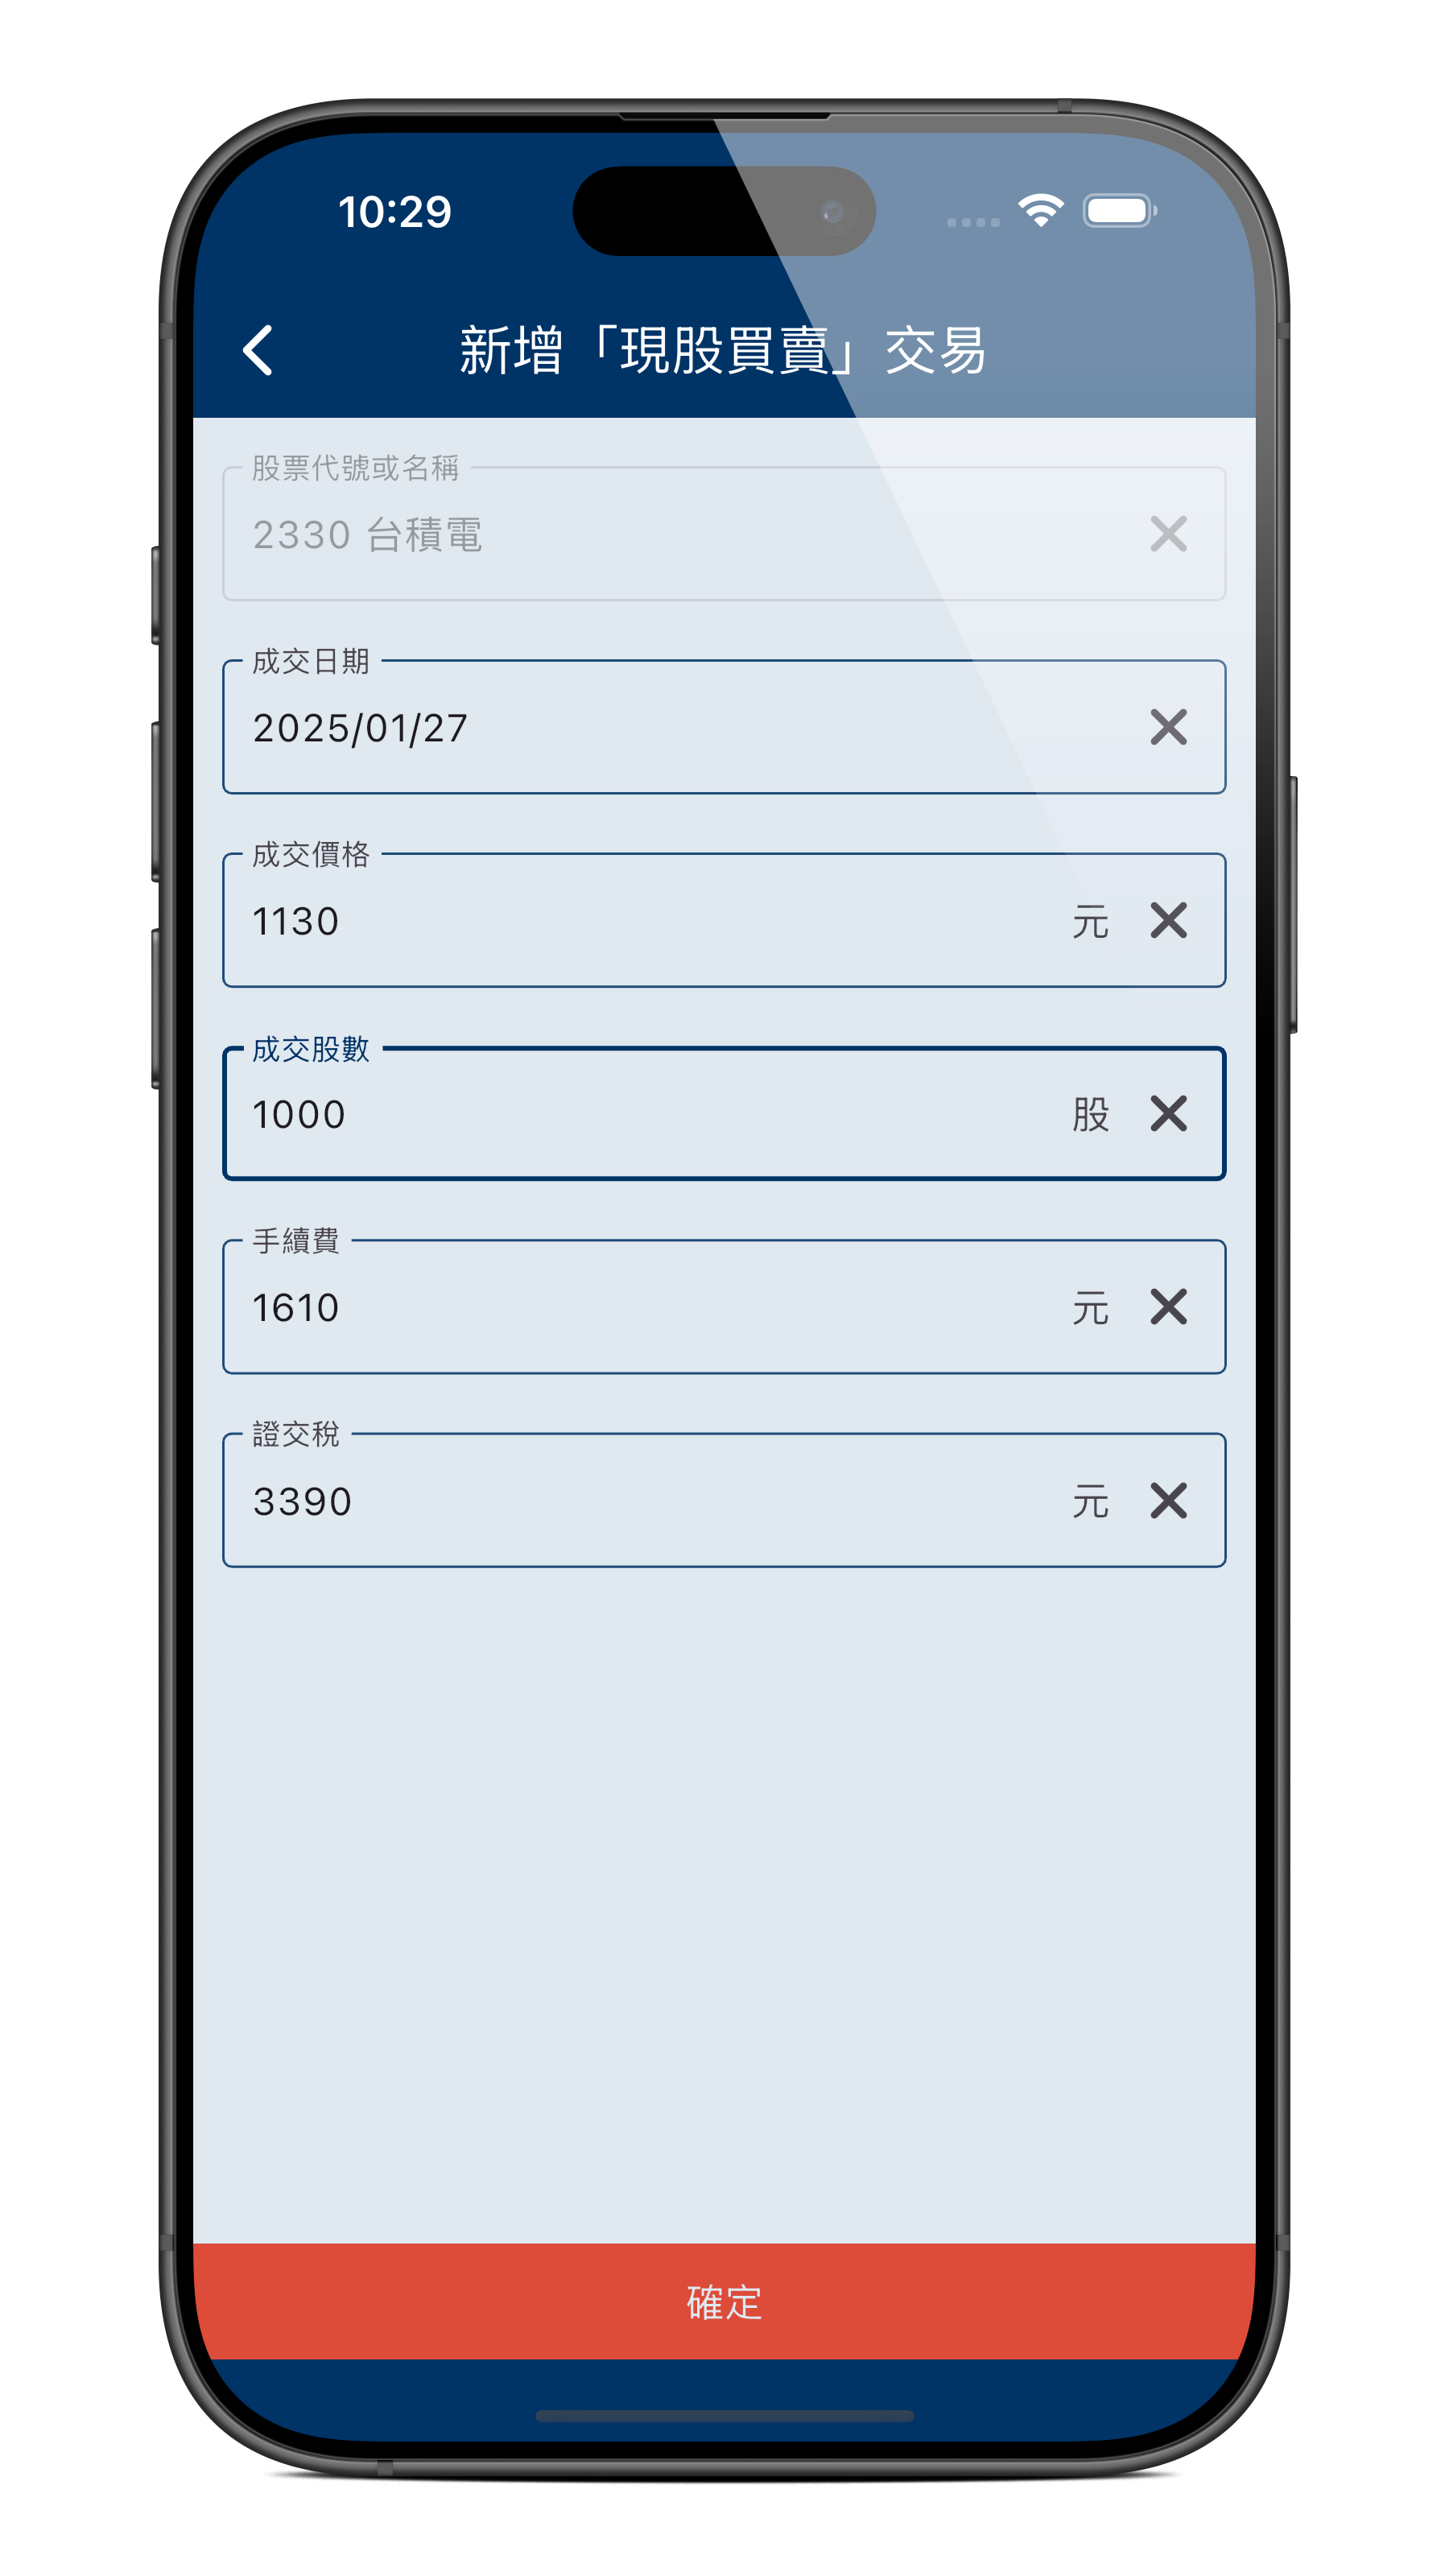 10:29
新增「現股買賣」交易
股票代號或名稱
2330 台積電
成交日期
2025/01/27
成交價格
1130 元
成交股數
1000 股
手續費
1610 元
證交稅
3390 元
確定